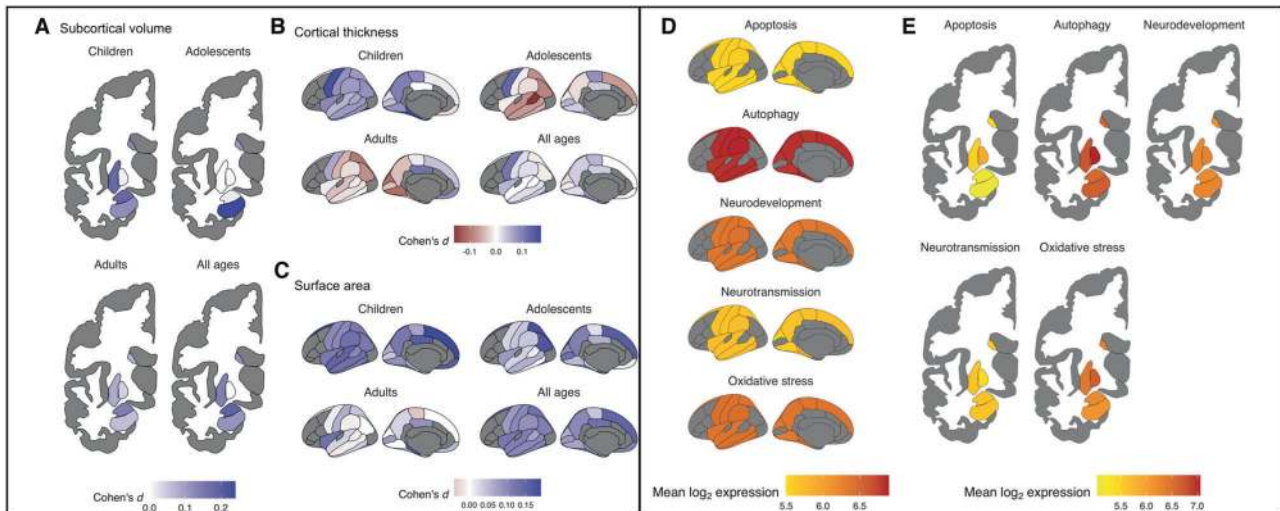 A Subcortical volume
Children Adolescents
Adults All ages
Cohen's d
0.0 0.1 0.2
B Cortical thickness
Children Adolescents
Adults All ages
Cohen's d
-0.1 0.0 0.1
C Surface area
Children Adolescents
Adults All ages
Cohen's d
0.00 0.05 0.10 0.15
D
Apoptosis
Autophagy
Neurodevelopment
Neurotransmission
Oxidative stress
Mean log2 expression
5.5 6.0 6.5
E
Apoptosis Autophagy Neurodevelopment
Neurotransmission Oxidative stress
Mean log2 expression
5.5 6.0 6.5 7.0